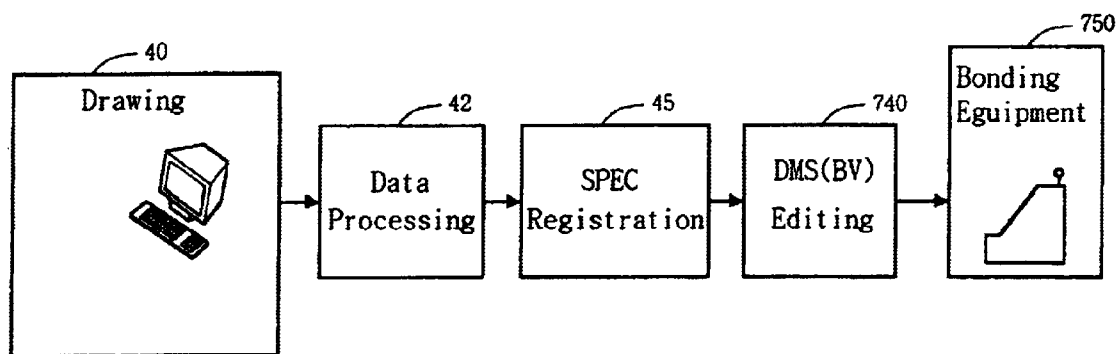 40
Drawing
42
Data
Processing
45
SPEC
Registration
740
DMS(BV)
Editing
750
Bonding
Eguipment